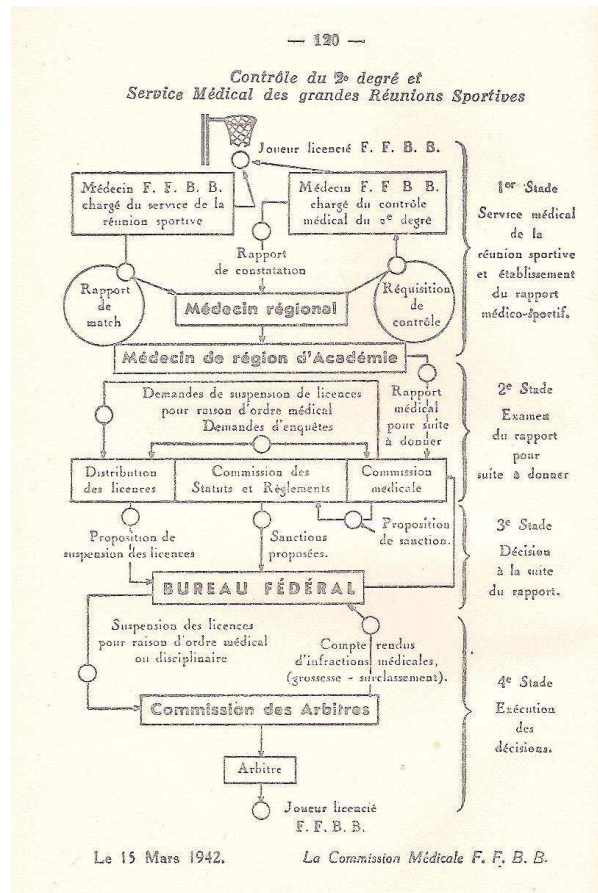 — 120 —
Contrôle du 2e degré et
Service Médical des grandes Réunions Sportives
Joueur licencié F. F. B. B.
Médecin F. F. B. B.
chargé du service de la
réunion sportive
Médecin F. F. B. B.
chargé du contrôle
médical du 2e degré
1er Stade
Service médical
de la
réunion sportive
et établissement
du rapport
médico-sportif.
Rapport
de constatation
Rapport
de
match
Médecin régional
Réquisition
de
contrôle
Médecin de région d'Académie
Demandes de suspension de licences
pour raison d'ordre médical
Demandes d'enquêtes
Rapport
médical
pour suite
à donner
2e Stade
Examen
du rapport
pour
suite à donner
Distribution
des licences
Commission des
Statuts et Règlements
Commission
médicale
Proposition de
suspension des licences
Sanctions
proposées.
Proposition
de sanction.
3e Stade
Décision
à la suite
du rapport.
BUREAU FÉDÉRAL
Suspension des licences
pour raison d'ordre médical
ou disciplinaire
Compte rendus
d'infractions médicales,
(grossesse - surclassement).
4e Stade
Exécution
des
décisions.
Commission des Arbitres
Arbitre
Joueur licencié
F. F. B. B.
Le 15 Mars 1942.
La Commission Médicale F. F. B. B.